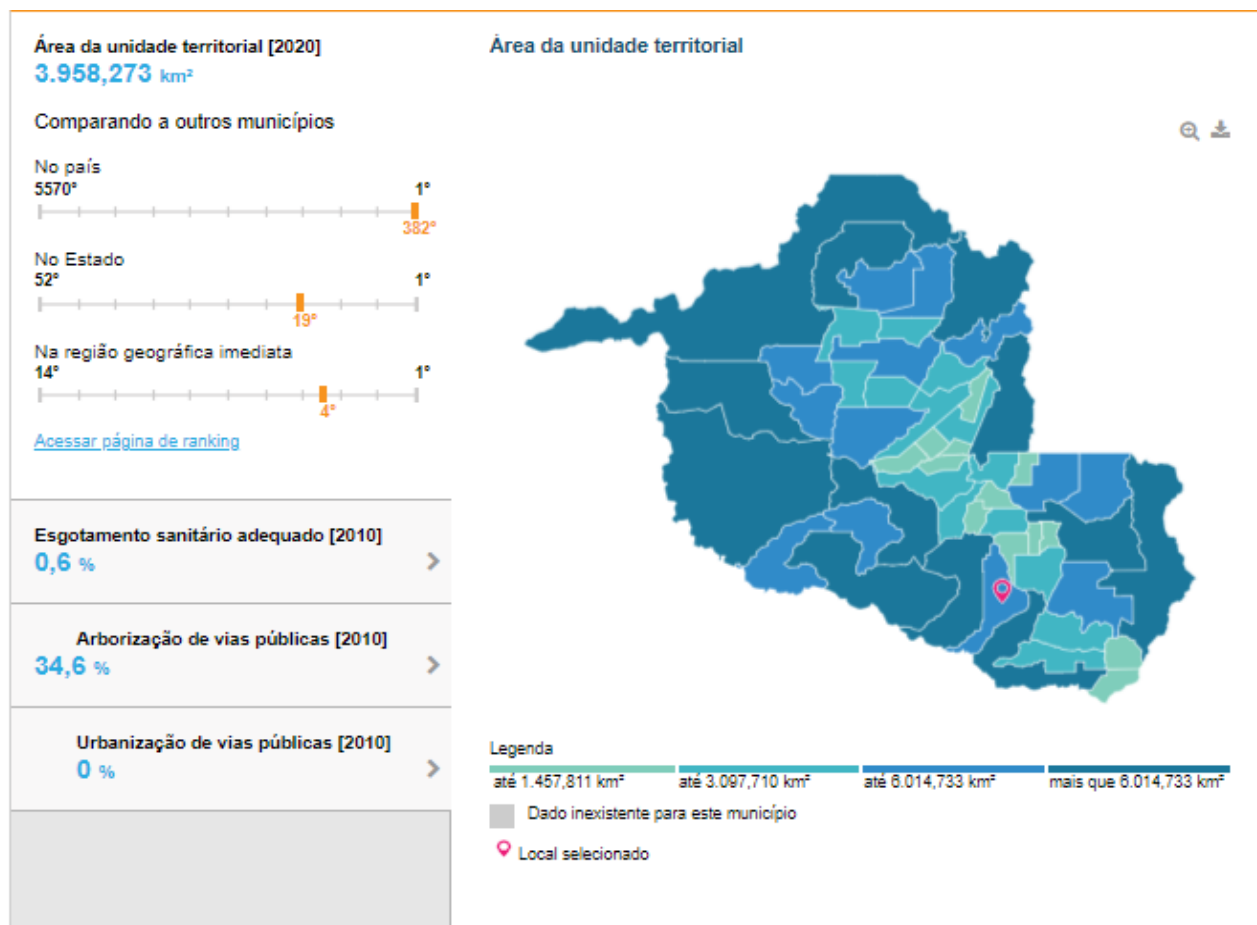 Área da unidade territorial [2020]
3.958,273 km²
Comparando a outros municípios
No país
5570° 1°
382°
No Estado
52° 1°
19°
Na região geográfica imediata
14° 1°
4°
Acessar página de ranking
Esgotamento sanitário adequado [2010]
0,6 %
Arborização de vias públicas [2010]
34,6 %
Urbanização de vias públicas [2010]
0 %
Área da unidade territorial
Legenda
até 1.457,811 km² até 3.097,710 km² até 6.014,733 km² mais que 6.014,733 km²
Dado inexistente para este município
Local selecionado